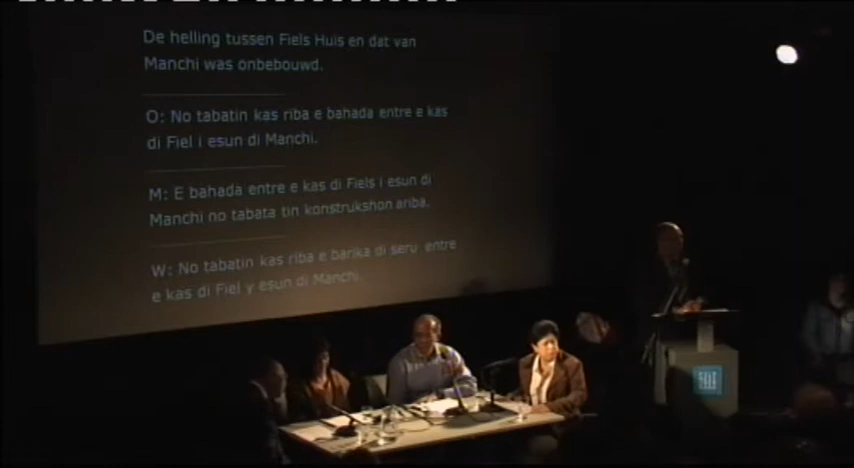 De helling tussen Fiels Huis en dat van
Manchi was onbebouwd.
O: No tabatin kas riba e bahada entre e kas
di Fiel i esun di Manchi.
M: E bahada entre e kas di Fiels i esun di
Manchi no tabata tin konstrukshon ariba.
W: No tabatin kas riba e barika di seru entre
e kas di Fiel y esun di Manchi.